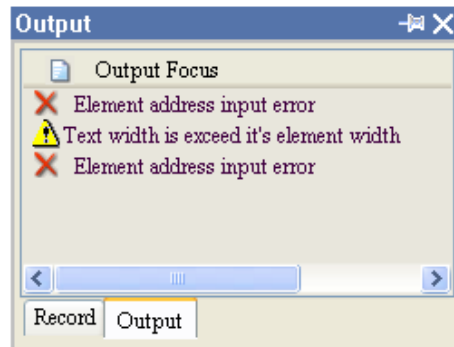 Output
Output Focus
Element address input error
Text width is exceed it's element width
Element address input error
Record Output